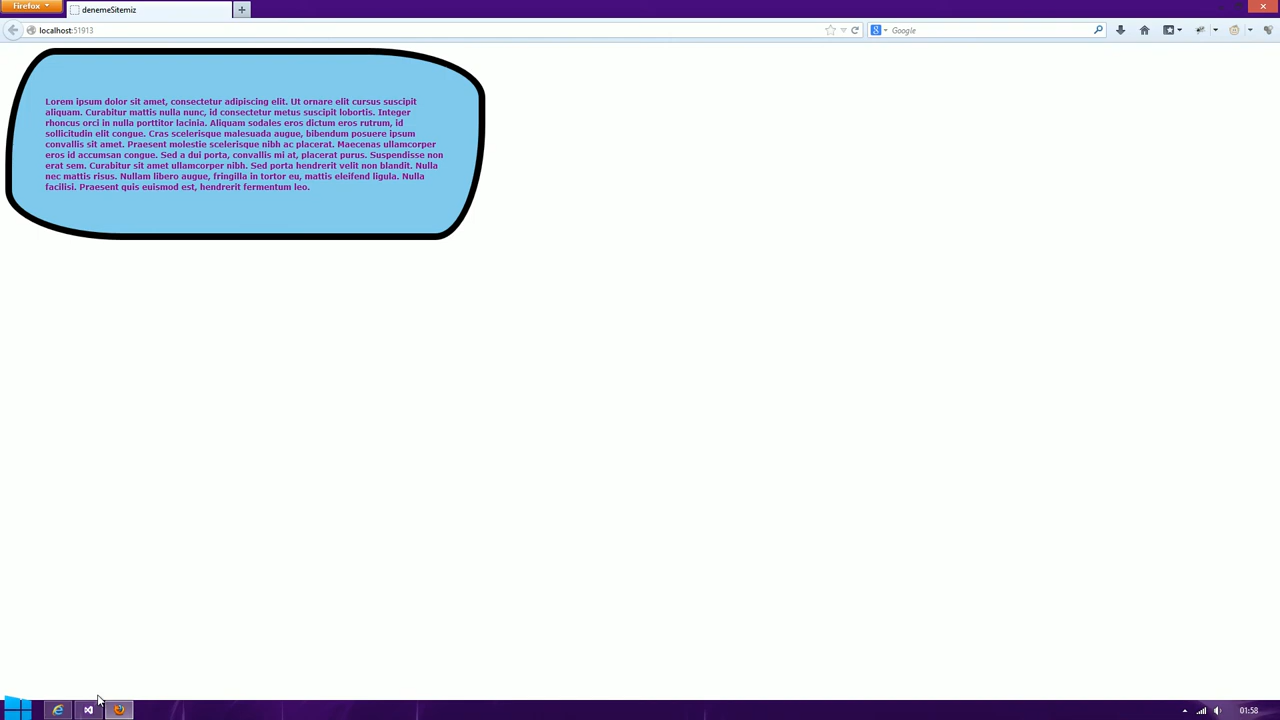 Firefox
denemeSitemiz
localhost:51913
Google
Lorem ipsum dolor sit amet, consectetur adipiscing elit. Ut ornare elit cursus suscipit
aliquam. Curabitur mattis nulla nunc, id consectetur metus suscipit lobortis. Integer
rhoncus orci in nulla porttitor lacinia. Aliquam sodales eros dictum eros rutrum, id
sollicitudin elit congue. Cras scelerisque malesuada augue, bibendum posuere ipsum
convallis sit amet. Praesent molestie scelerisque nibh ac placerat. Maecenas ullamcorper
eros id accumsan congue. Sed a dui porta, convallis mi at, placerat purus. Suspendisse non
erat sem. Curabitur sit amet ullamcorper nibh. Sed porta hendrerit velit non blandit. Nulla
nec mattis risus. Nullam libero augue, fringilla in tortor eu, mattis eleifend ligula. Nulla
facilisi. Praesent quis euismod est, hendrerit fermentum leo.
01:58